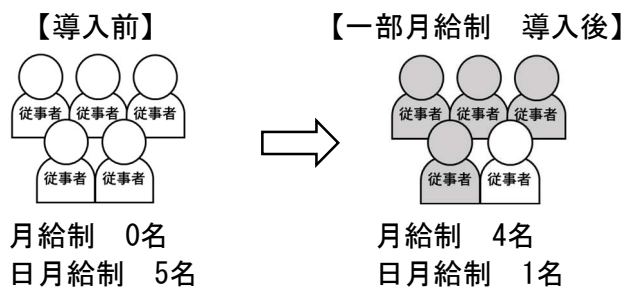 【導入前】
【一部月給制　導入後】
従事者 従事者 従事者
従事者 従事者
従事者 従事者 従事者
従事者 従事者
月給制　0名
日月給制　5名
月給制　4名
日月給制　1名